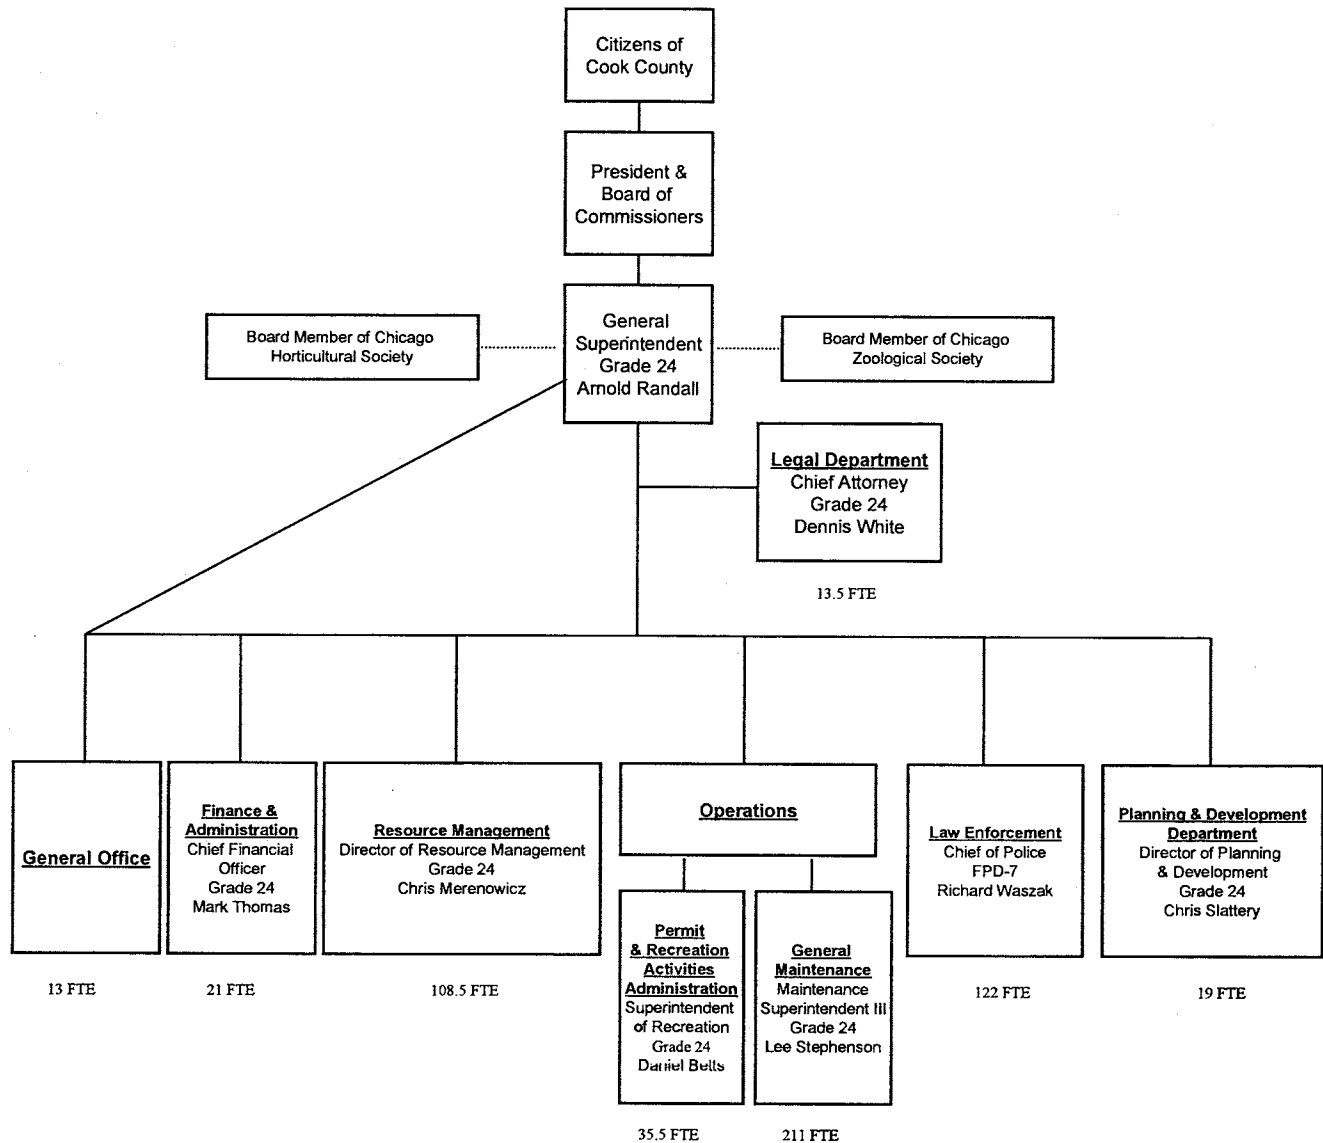 Citizens of
Cook County
President &
Board of
Commissioners
General
Superintendent
Grade 24
Arnold Randall
Board Member of Chicago
Horticultural Society
Board Member of Chicago
Zoological Society
Legal Department
Chief Attorney
Grade 24
Dennis White
13.5 FTE
General Office
13 FTE
Finance &
Administration
Chief Financial
Officer
Grade 24
Mark Thomas
21 FTE
Resource Management
Director of Resource Management
Grade 24
Chris Merenowicz
108.5 FTE
Operations
Permit
& Recreation
Activities
Administration
Superintendent
of Recreation
Grade 24
Daniel Betts
35.5 FTE
General
Maintenance
Maintenance
Superintendent III
Grade 24
Lee Stephenson
211 FTE
Law Enforcement
Chief of Police
FPD-7
Richard Waszak
122 FTE
Planning & Development
Department
Director of Planning
& Development
Grade 24
Chris Slattery
19 FTE